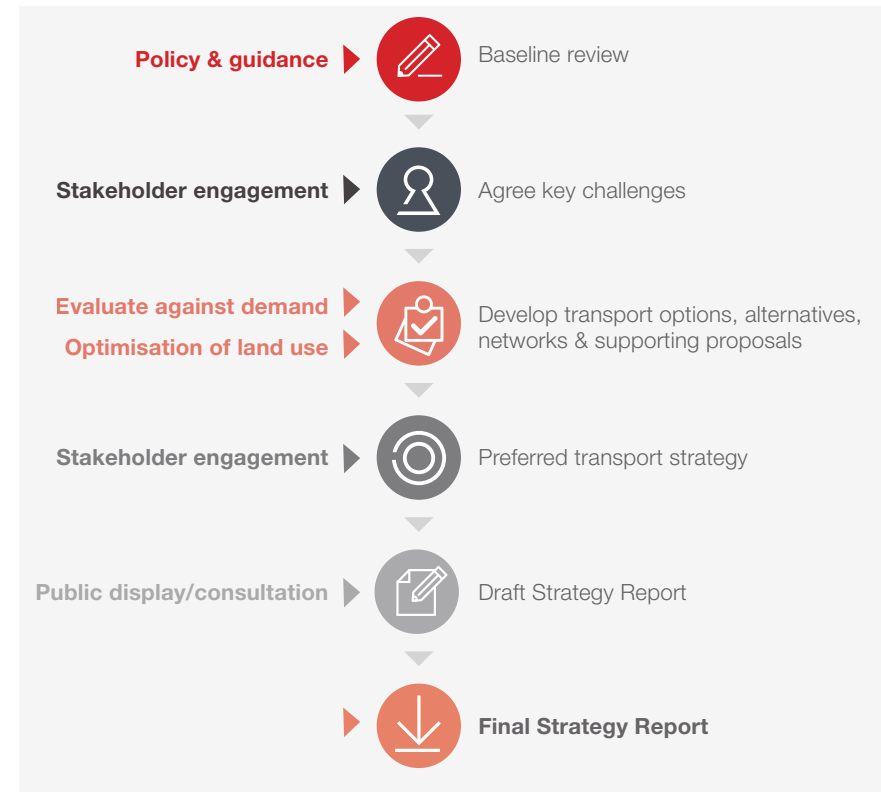 Policy & guidance
Baseline review
Stakeholder engagement
Agree key challenges
Evaluate against demand
Optimisation of land use
Develop transport options, alternatives,
networks & supporting proposals
Stakeholder engagement
Preferred transport strategy
Public display/consultation
Draft Strategy Report
Final Strategy Report